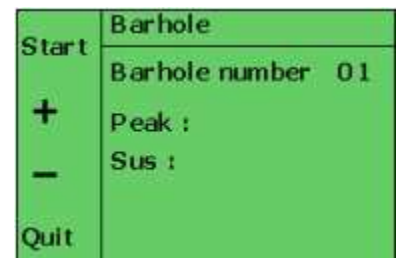 Start
+
−
Quit
Barhole
Barhole number 01
Peak :
Sus :